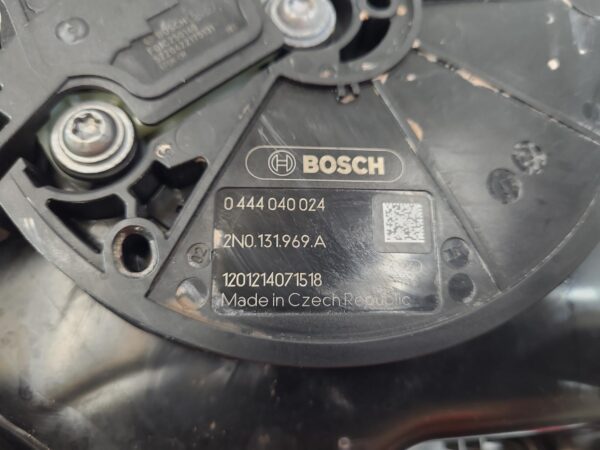 BOSCH
0 444 040 024
2N0.131.969.A
1201214071518
Made in Czech Republic